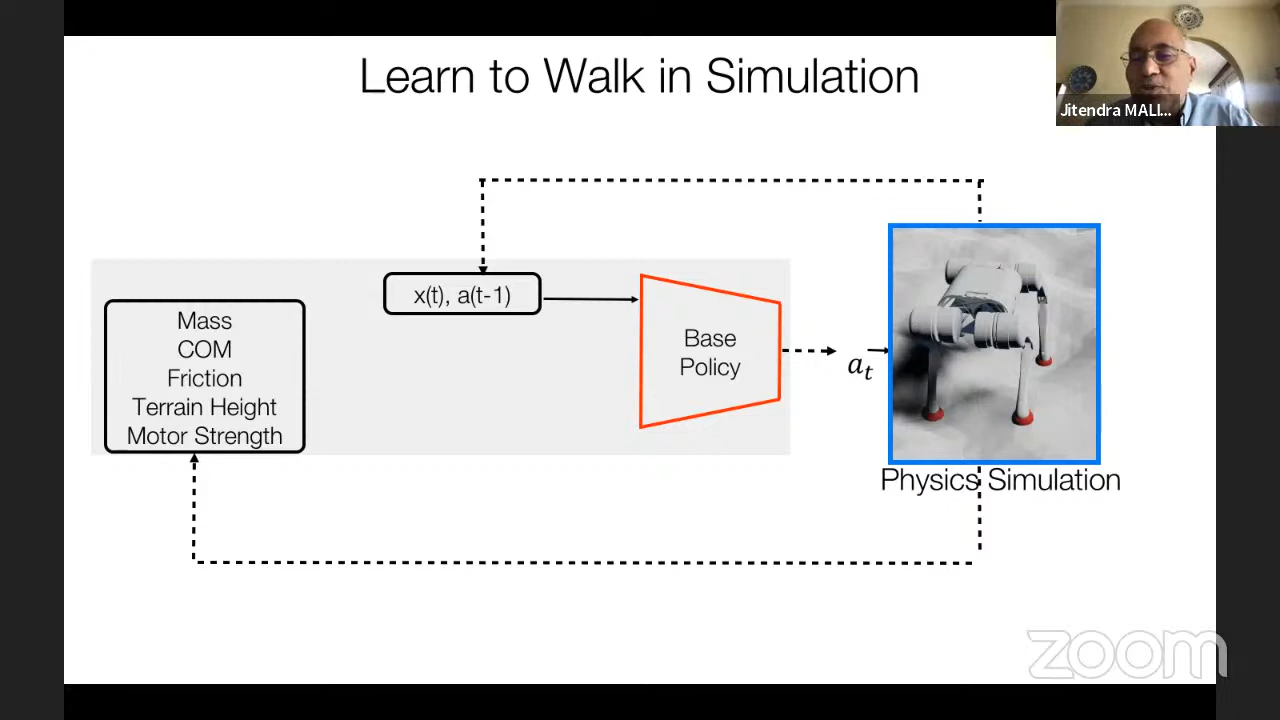 Learn to Walk in Simulation
Jitendra MALI...
x(t), a(t-1)
Mass
COM
Friction
Terrain Height
Motor Strength
Base
Policy
a_t
Physics Simulation
zoom